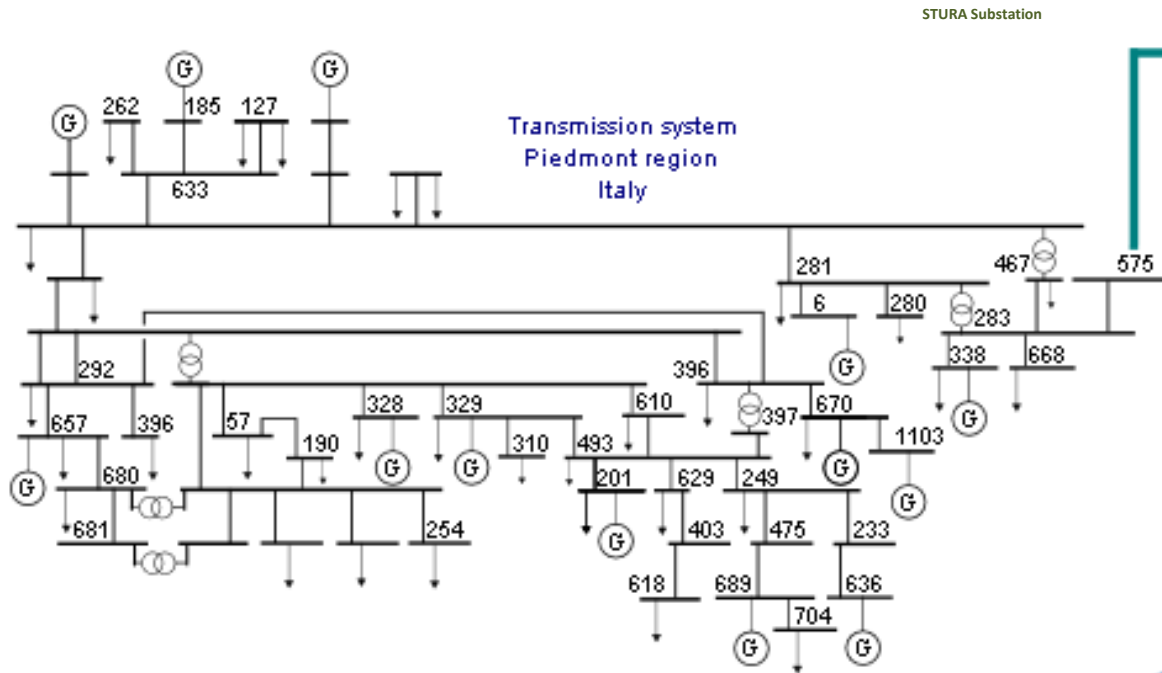 STURA Substation
G
G
G
262
185
127
Transmission system
Piedmont region
Italy
633
281
467
575
6
280
283
292
396
338
668
G
657
396
57
190
328
329
310
493
610
397
670
1103
G
G
G
G
G
G
680
201
629
249
681
254
G
403
475
233
618
689
636
704
G
G